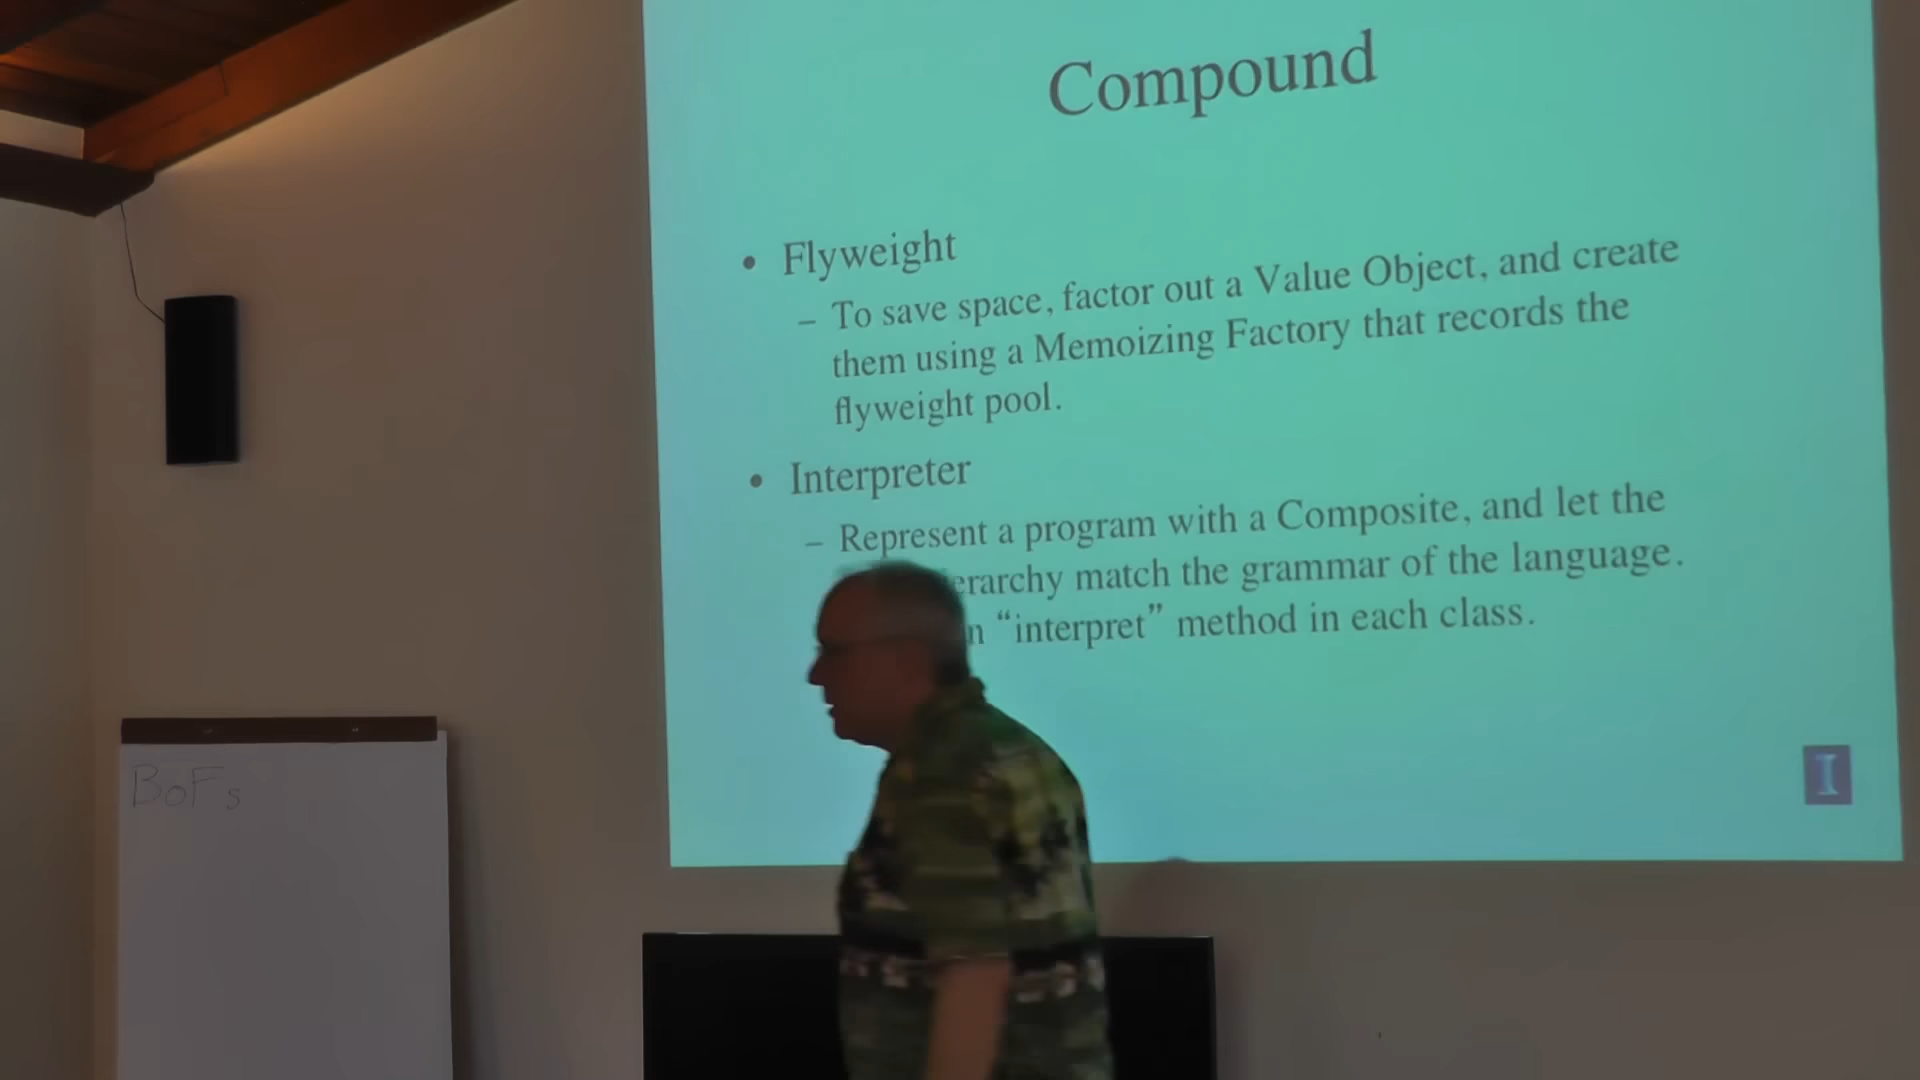 Compound
• Flyweight
– To save space, factor out a Value Object, and create
them using a Memoizing Factory that records the
flyweight pool.
• Interpreter
– Represent a program with a Composite, and let the
match the grammar of the language.
"interpret" method in each class.
I
BoFs